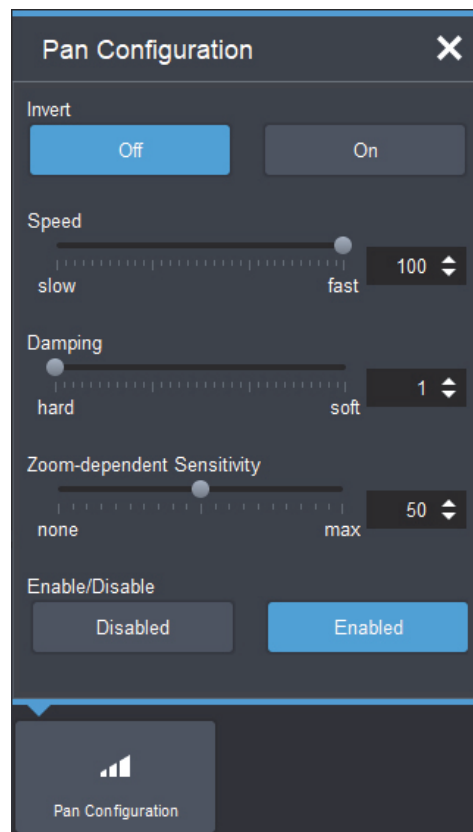 Pan Configuration
Invert
Off On
Speed
100
slow fast
Damping
1
hard soft
Zoom-dependent Sensitivity
50
none max
Enable/Disable
Disabled Enabled
Pan Configuration